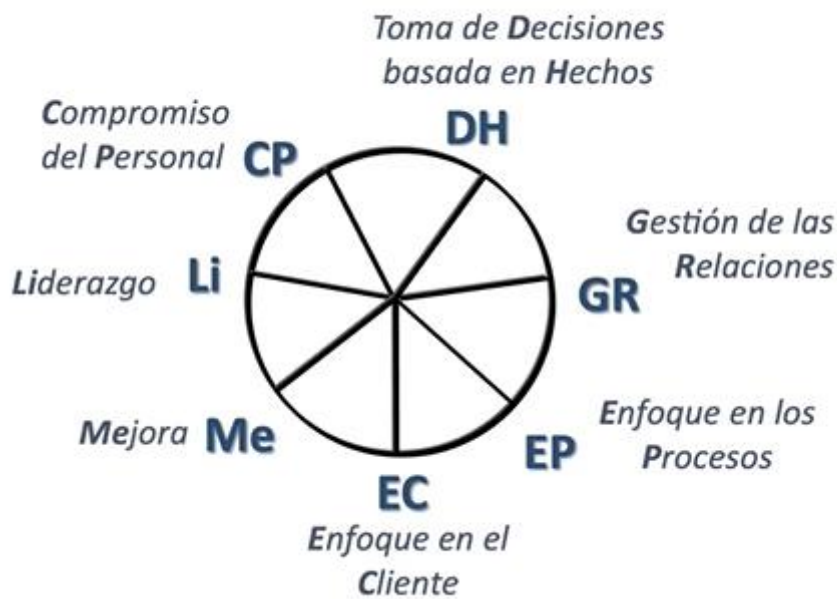 Toma de Decisiones
basada en Hechos
DH
Compromiso
del Personal
CP
Gestión de las
Relaciones
GR
Liderazgo
Li
Mejora
Me
Enfoque en los
Procesos
EP
EC
Enfoque en el
Cliente